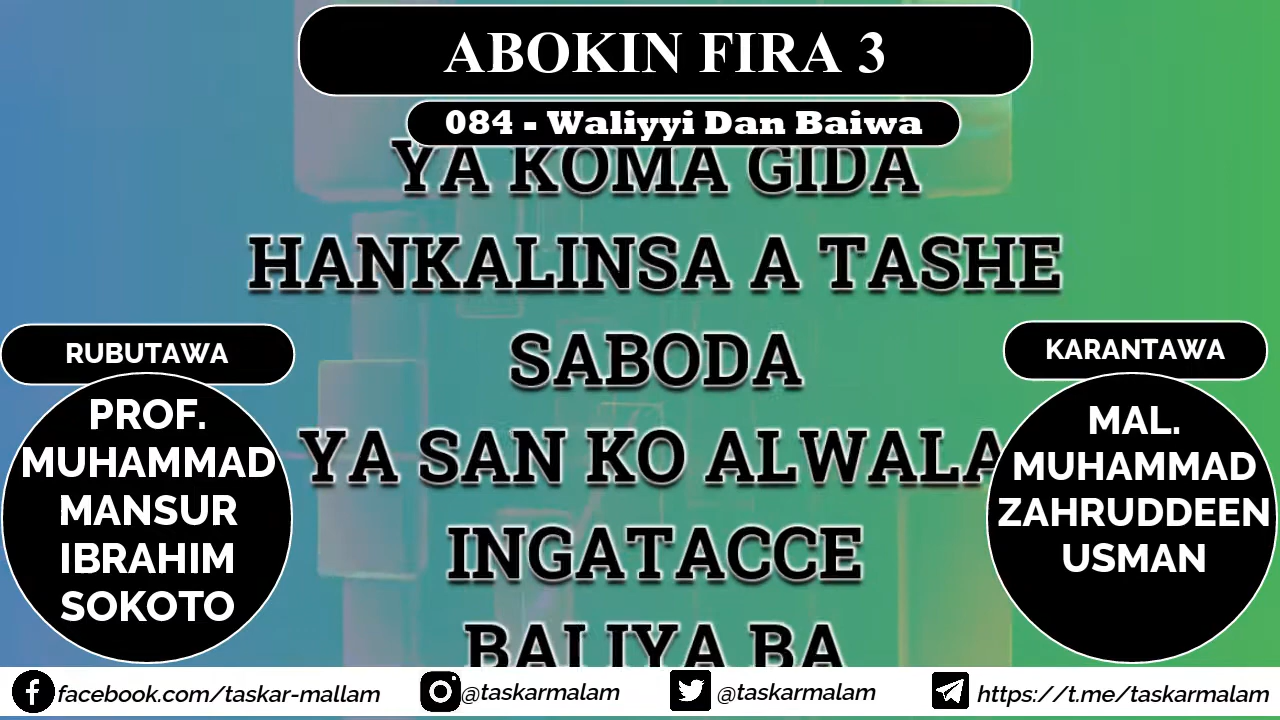 ABOKIN FIRA 3
084 - Waliyyi Dan Baiwa
YA KOMA GIDA
HANKALINSA A TASHE
SABODA
YA SAN KO ALWALA
INGATACCE
BALIYA BA
RUBUTAWA
PROF.
MUHAMMAD
MANSUR
IBRAHIM
SOKOTO
KARANTAWA
MAL.
MUHAMMAD
ZAHRUDDEEN
USMAN
facebook.com/taskar-mallam
@taskarmalam
@taskarmalam
https://t.me/taskarmalam